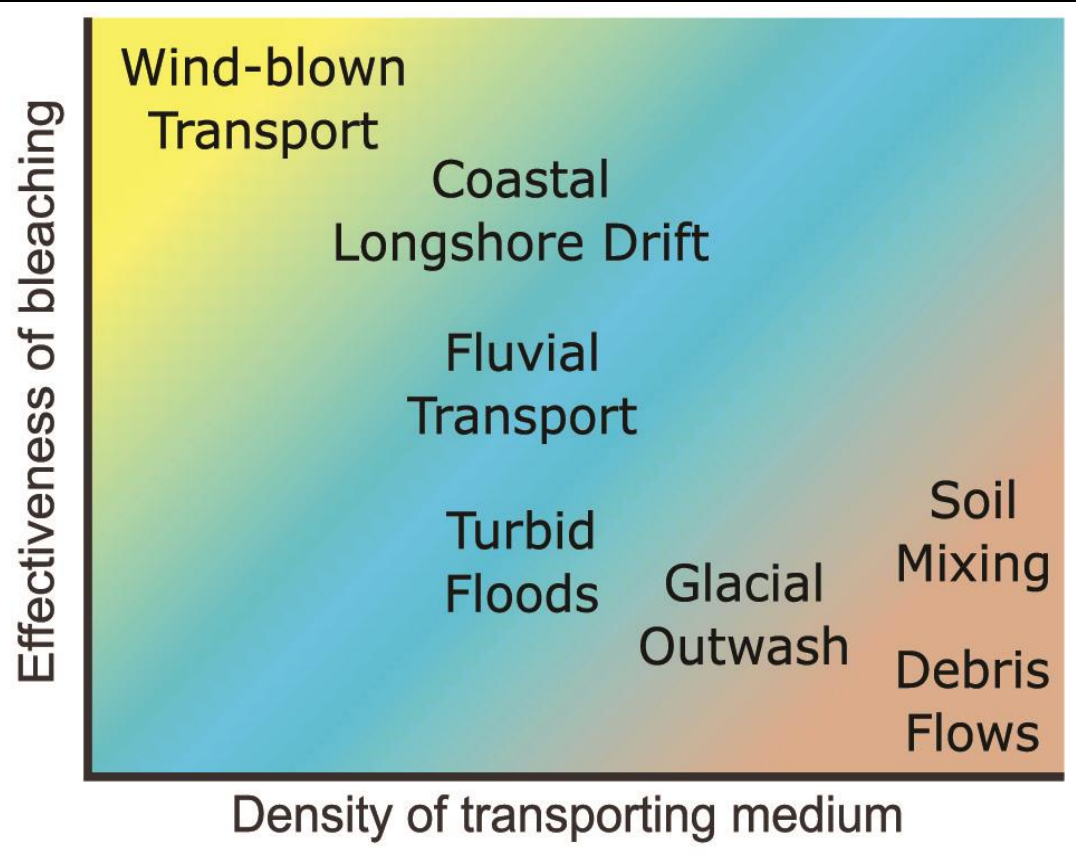 Effectiveness of bleaching
Wind-blown
Transport
Coastal
Longshore Drift
Fluvial
Transport
Turbid
Floods
Glacial
Outwash
Soil
Mixing
Debris
Flows
Density of transporting medium